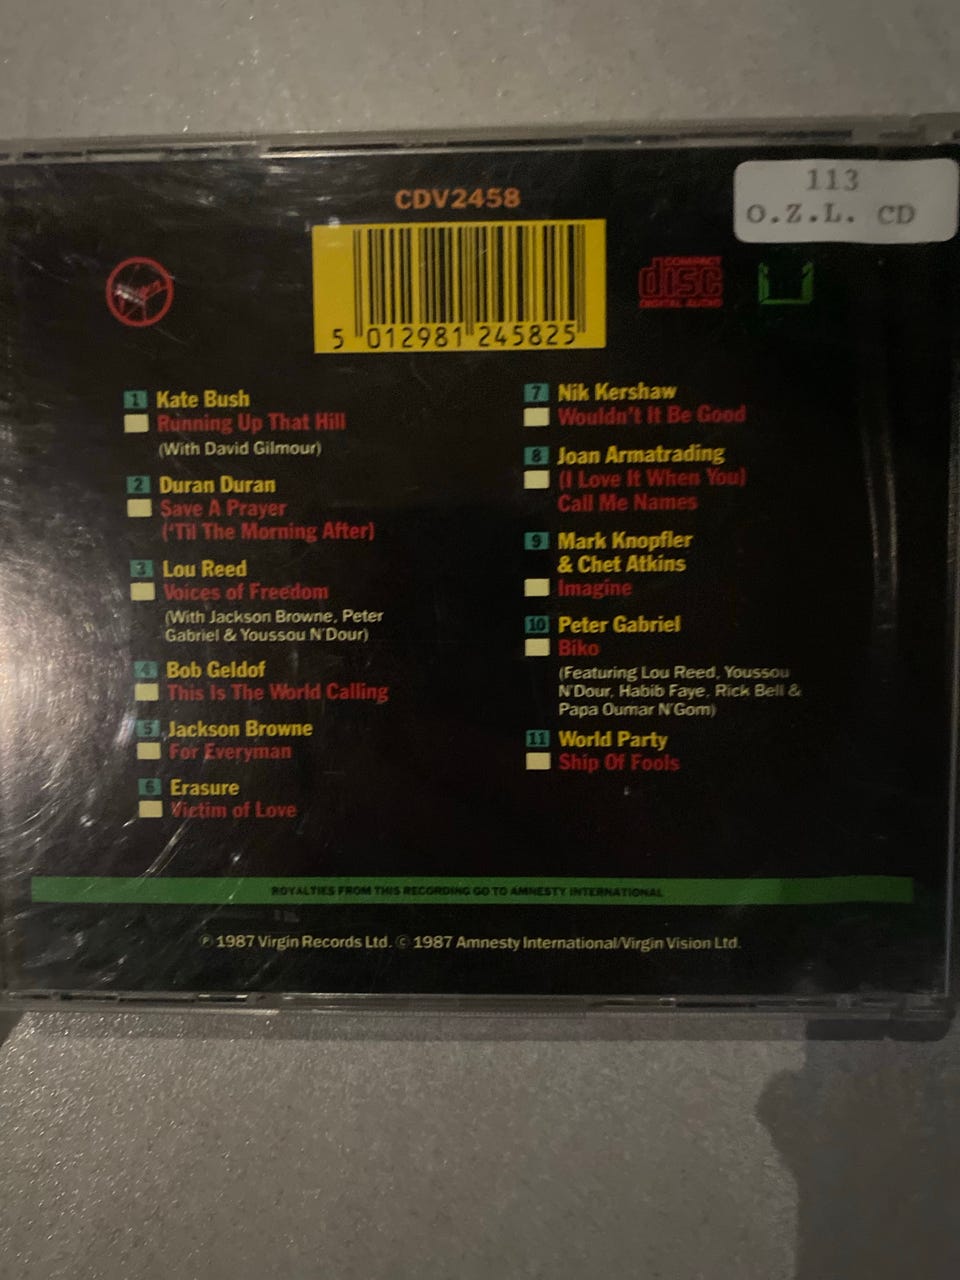 113
O.Z.L. CD
CDV2458
5 012981 245825
Virgin
COMPACT
disc
DIGITAL AUDIO
1 Kate Bush
Running Up That Hill
(With David Gilmour)
2 Duran Duran
Save A Prayer
('Til The Morning After)
3 Lou Reed
Voices of Freedom
(With Jackson Browne, Peter
Gabriel & Youssou N'Dour)
4 Bob Geldof
This Is The World Calling
5 Jackson Browne
For Everyman
6 Erasure
Victim of Love
7 Nik Kershaw
Wouldn't It Be Good
8 Joan Armatrading
(I Love It When You)
Call Me Names
9 Mark Knopfler
& Chet Atkins
Imagine
10 Peter Gabriel
Biko
(Featuring Lou Reed, Youssou
N'Dour, Habib Faye, Rick Bell &
Papa Oumar N'Gom)
11 World Party
Ship Of Fools
ROYALTIES FROM THIS RECORDING GO TO AMNESTY INTERNATIONAL
℗ 1987 Virgin Records Ltd. © 1987 Amnesty International/Virgin Vision Ltd.